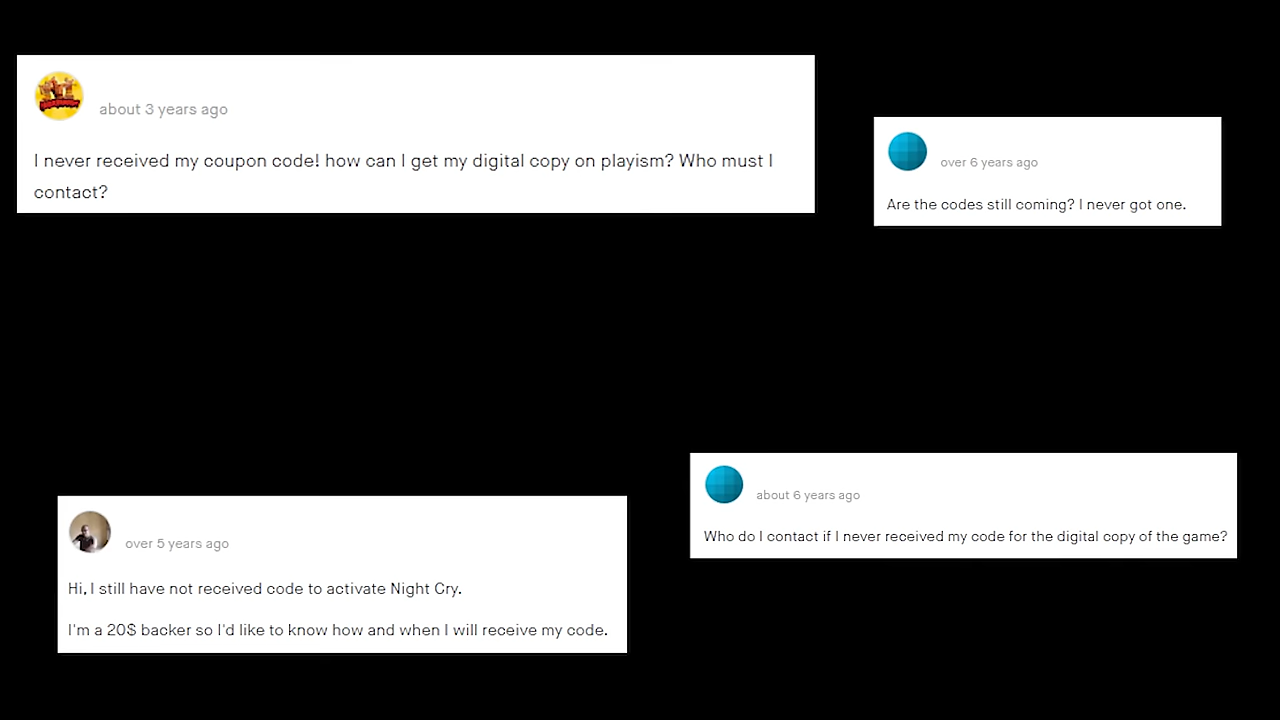 about 3 years ago
I never received my coupon code! how can I get my digital copy on playism? Who must I
contact?
over 6 years ago
Are the codes still coming? I never got one.
over 5 years ago
Hi, I still have not received code to activate Night Cry.
I'm a 20$ backer so I'd like to know how and when I will receive my code.
about 6 years ago
Who do I contact if I never received my code for the digital copy of the game?